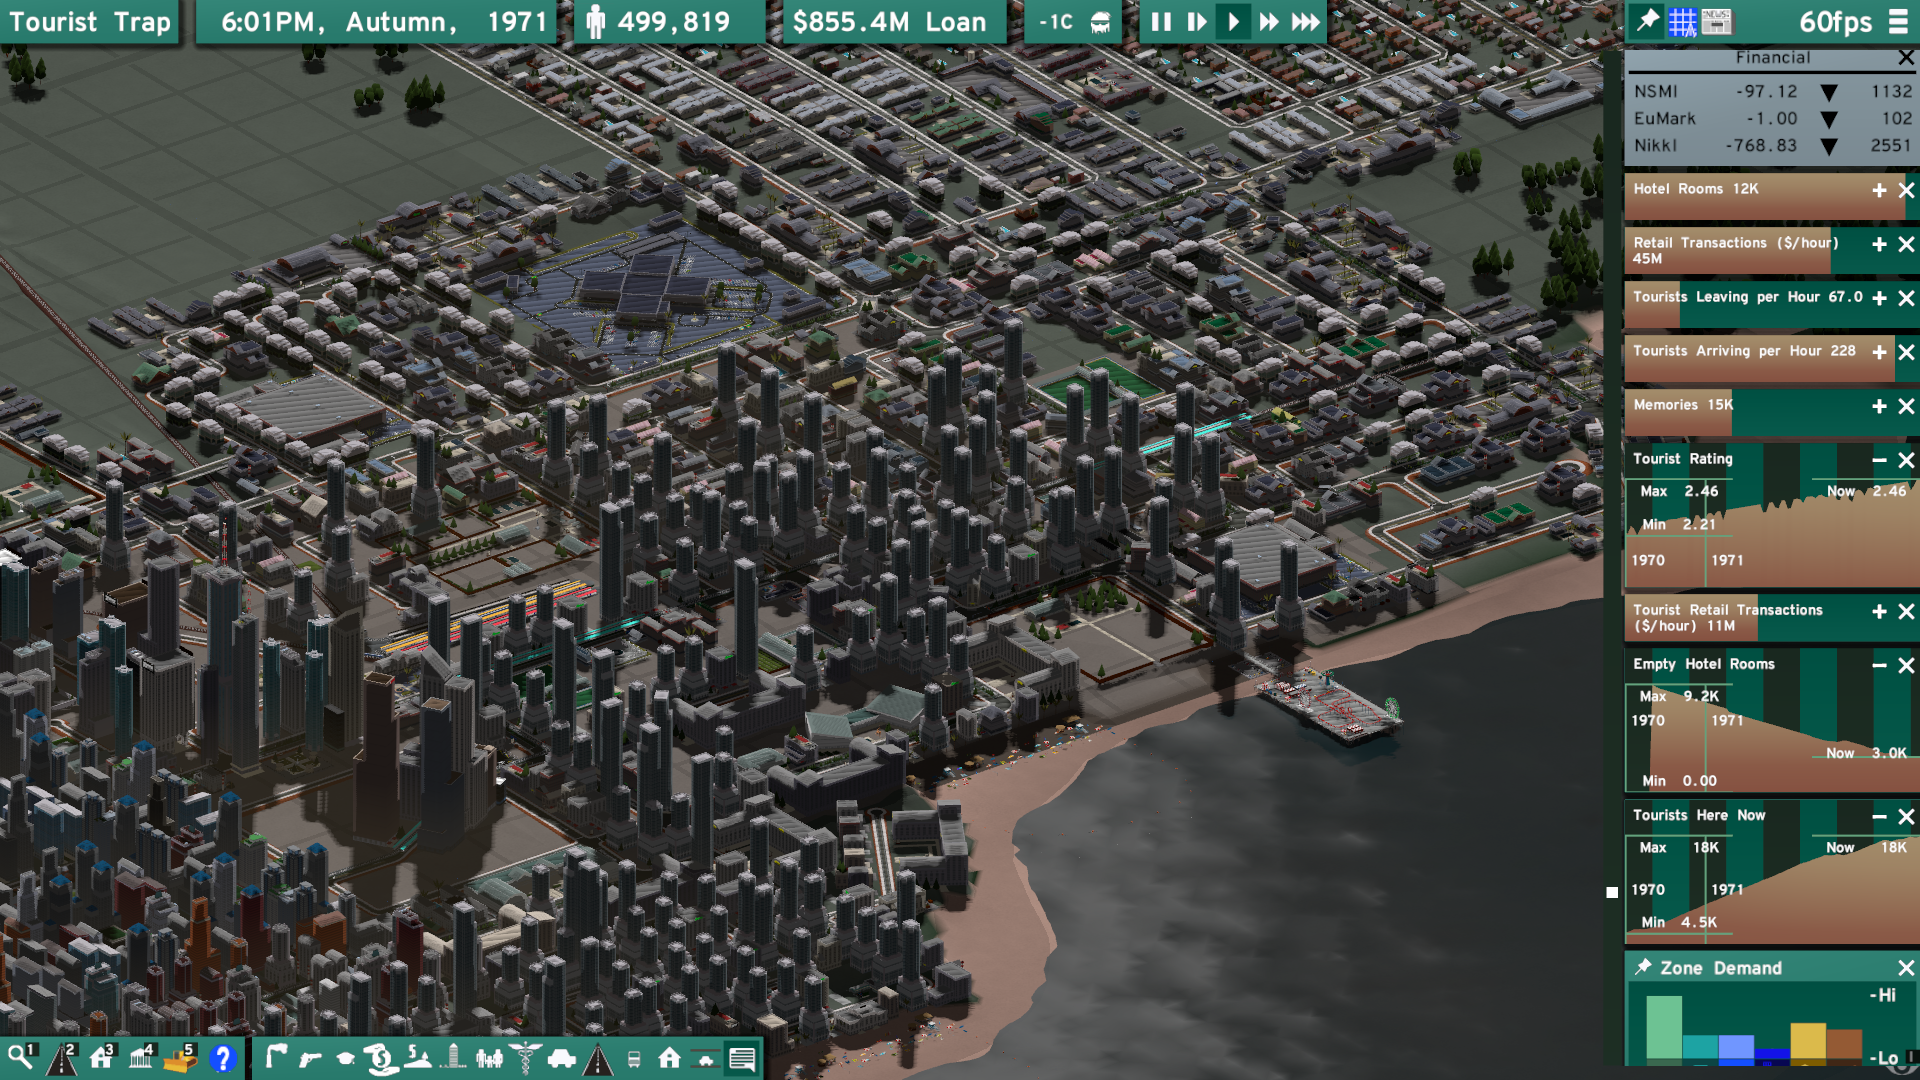 Tourist Trap
6:01PM, Autumn, 1971
499,819
$855.4M Loan
-1C
NEWS
60fps
Financial
NSMI -97.12 ▼ 1132
EuMark -1.00 ▼ 102
NikkI -768.83 ▼ 2551
Hotel Rooms 12K
Retail Transactions ($/hour)
45M
Tourists Leaving per Hour 67.0
Tourists Arriving per Hour 228
Memories 15K
Tourist Rating
Max 2.46 Now 2.46
Min 2.21
1970 1971
Tourist Retail Transactions
($/hour) 11M
Empty Hotel Rooms
Max 9.2K
1970 1971
Now 3.0K
Min 0.00
Tourists Here Now
Max 18K Now 18K
1970 1971
Min 4.5K
Zone Demand
-Hi
-Lo
1 2 3 4 5 ?